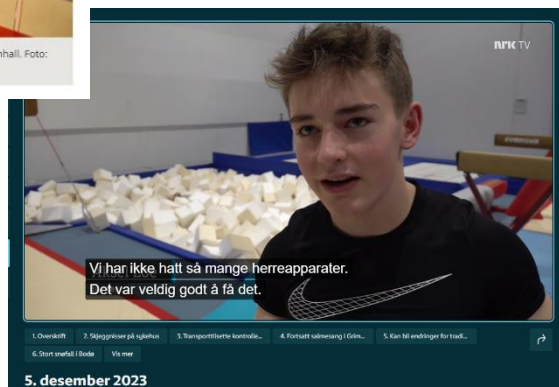 nhall. Foto:
nrk TV
Vi har ikke hatt så mange herreapparater.
Det var veldig godt å få det.
1. Overskrift
2. Skjeggnisser på sykehus
3. Transporttilsette kontrolle...
4. Fortsatt salmesang i Grim...
5. Kan bli endringer for tradi...
6. Stort snøfall i Bodø
Vis mer
5. desember 2023